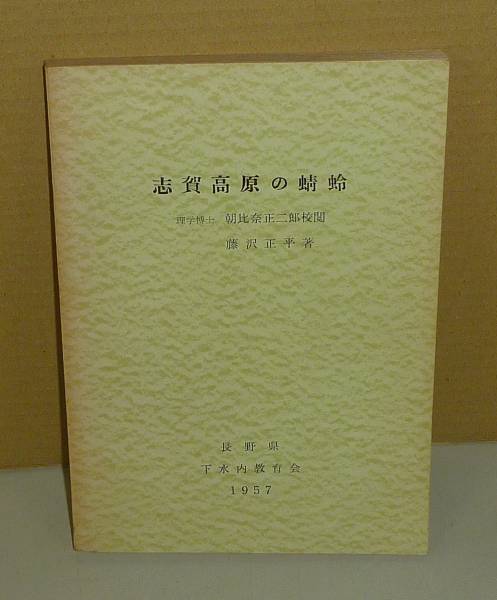 志賀高原の蜻蛉
理学博士 朝比奈正二郎校閲
藤沢正平著
長野県
下水内教育会
1957